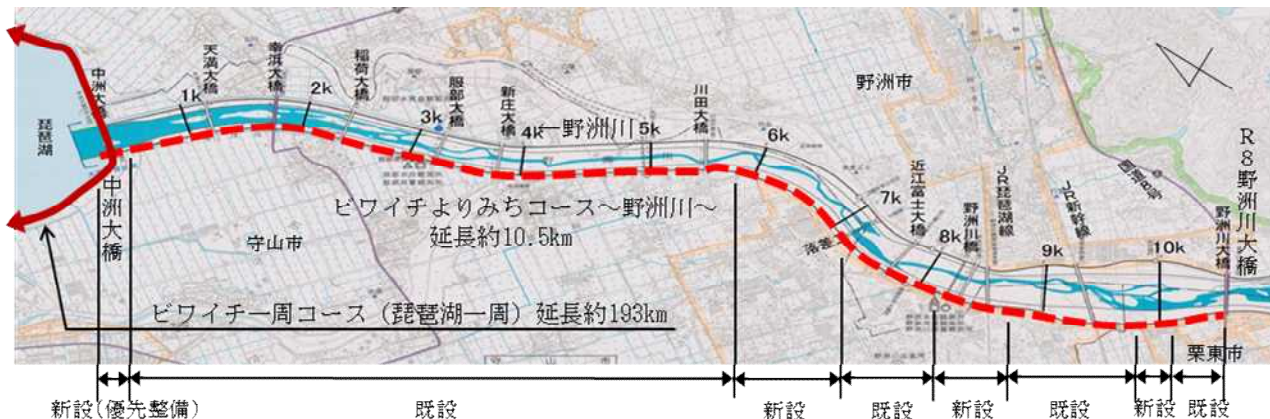 中洲大橋
天満大橋
幸浜大橋
稲荷大橋
服部大橋
新庄大橋
川田大橋
近江富士大橋
野洲川橋
JR琵琶湖線
JR新幹線
国道8号
野洲川大橋
R8野洲川大橋
1k
2k
3k
4k
5k
6k
7k
8k
9k
10k
野洲市
琵琶湖
←野洲川
中洲大橋
守山市
ビワイチよりみちコース～野洲川～
延長約10.5km
ビワイチ一周コース（琵琶湖一周）延長約193km
守山市
栗東市
新設(優先整備)
既設
新設
既設
新設
既設
新設
既設